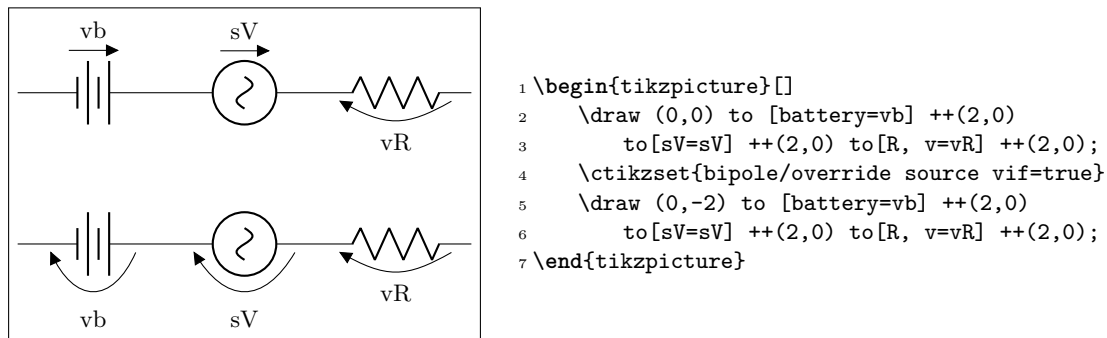 vb sV
vR
vb sV vR
1 \begin{tikzpicture}[]
2 \draw (0,0) to [battery=vb] ++(2,0)
3 to[sV=sV] ++(2,0) to[R, v=vR] ++(2,0);
4 \ctikzset{bipole/override source vif=true}
5 \draw (0,-2) to [battery=vb] ++(2,0)
6 to[sV=sV] ++(2,0) to[R, v=vR] ++(2,0);
7 \end{tikzpicture}